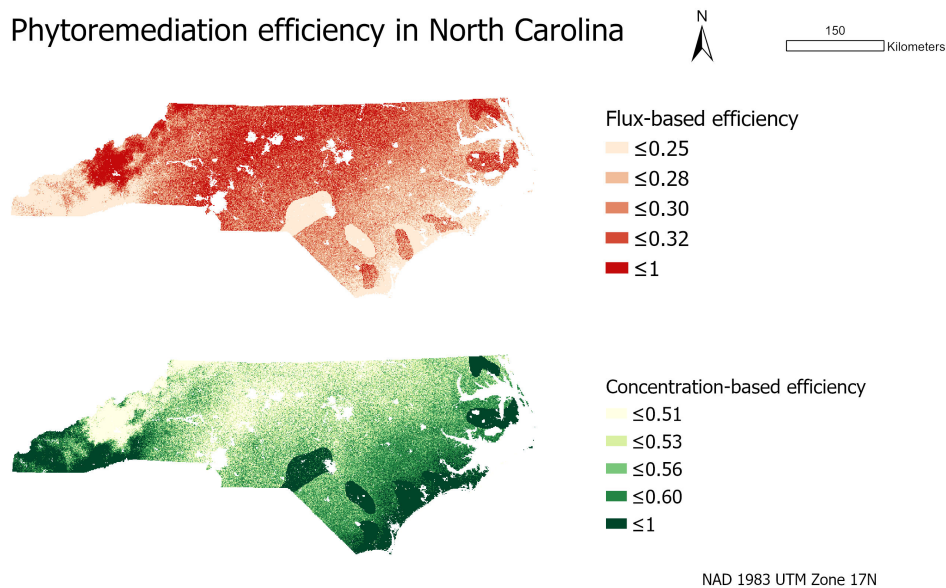 Phytoremediation efficiency in North Carolina
N
150
Kilometers
Flux-based efficiency
≤0.25
≤0.28
≤0.30
≤0.32
≤1
Concentration-based efficiency
≤0.51
≤0.53
≤0.56
≤0.60
≤1
NAD 1983 UTM Zone 17N